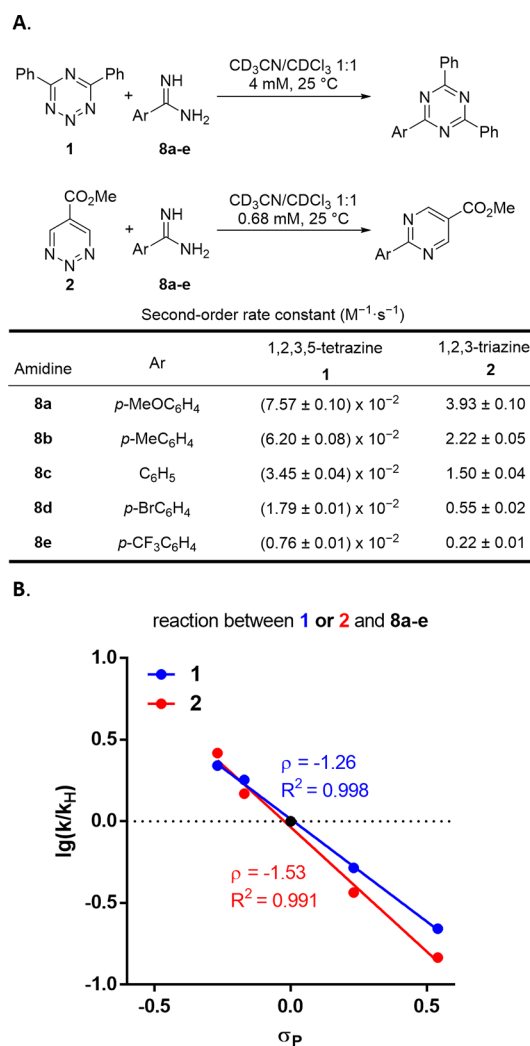 A.
Ph N Ph
N N
N
1
+
NH
Ar NH₂
8a-e
CD₃CN/CDCl₃ 1:1
4 mM, 25 °C
Ph
N N
Ar N Ph
CO₂Me
N N
N
2
+
NH
Ar NH₂
8a-e
CD₃CN/CDCl₃ 1:1
0.68 mM, 25 °C
N CO₂Me
Ar N
Second-order rate constant (M⁻¹·s⁻¹)
Amidine Ar 1,2,3,5-tetrazine 1 1,2,3-triazine 2
8a p-MeOC₆H₄ (7.57 ± 0.10) x 10⁻² 3.93 ± 0.10
8b p-MeC₆H₄ (6.20 ± 0.08) x 10⁻² 2.22 ± 0.05
8c C₆H₅ (3.45 ± 0.04) x 10⁻² 1.50 ± 0.04
8d p-BrC₆H₄ (1.79 ± 0.01) x 10⁻² 0.55 ± 0.02
8e p-CF₃C₆H₄ (0.76 ± 0.01) x 10⁻² 0.22 ± 0.01
B.
reaction between 1 or 2 and 8a-e
1
2
ρ = -1.26
R² = 0.998
ρ = -1.53
R² = 0.991
lg(k/k_H)
1.0
0.5
0.0
-0.5
-1.0
-0.5 0.0 0.5
σ_P